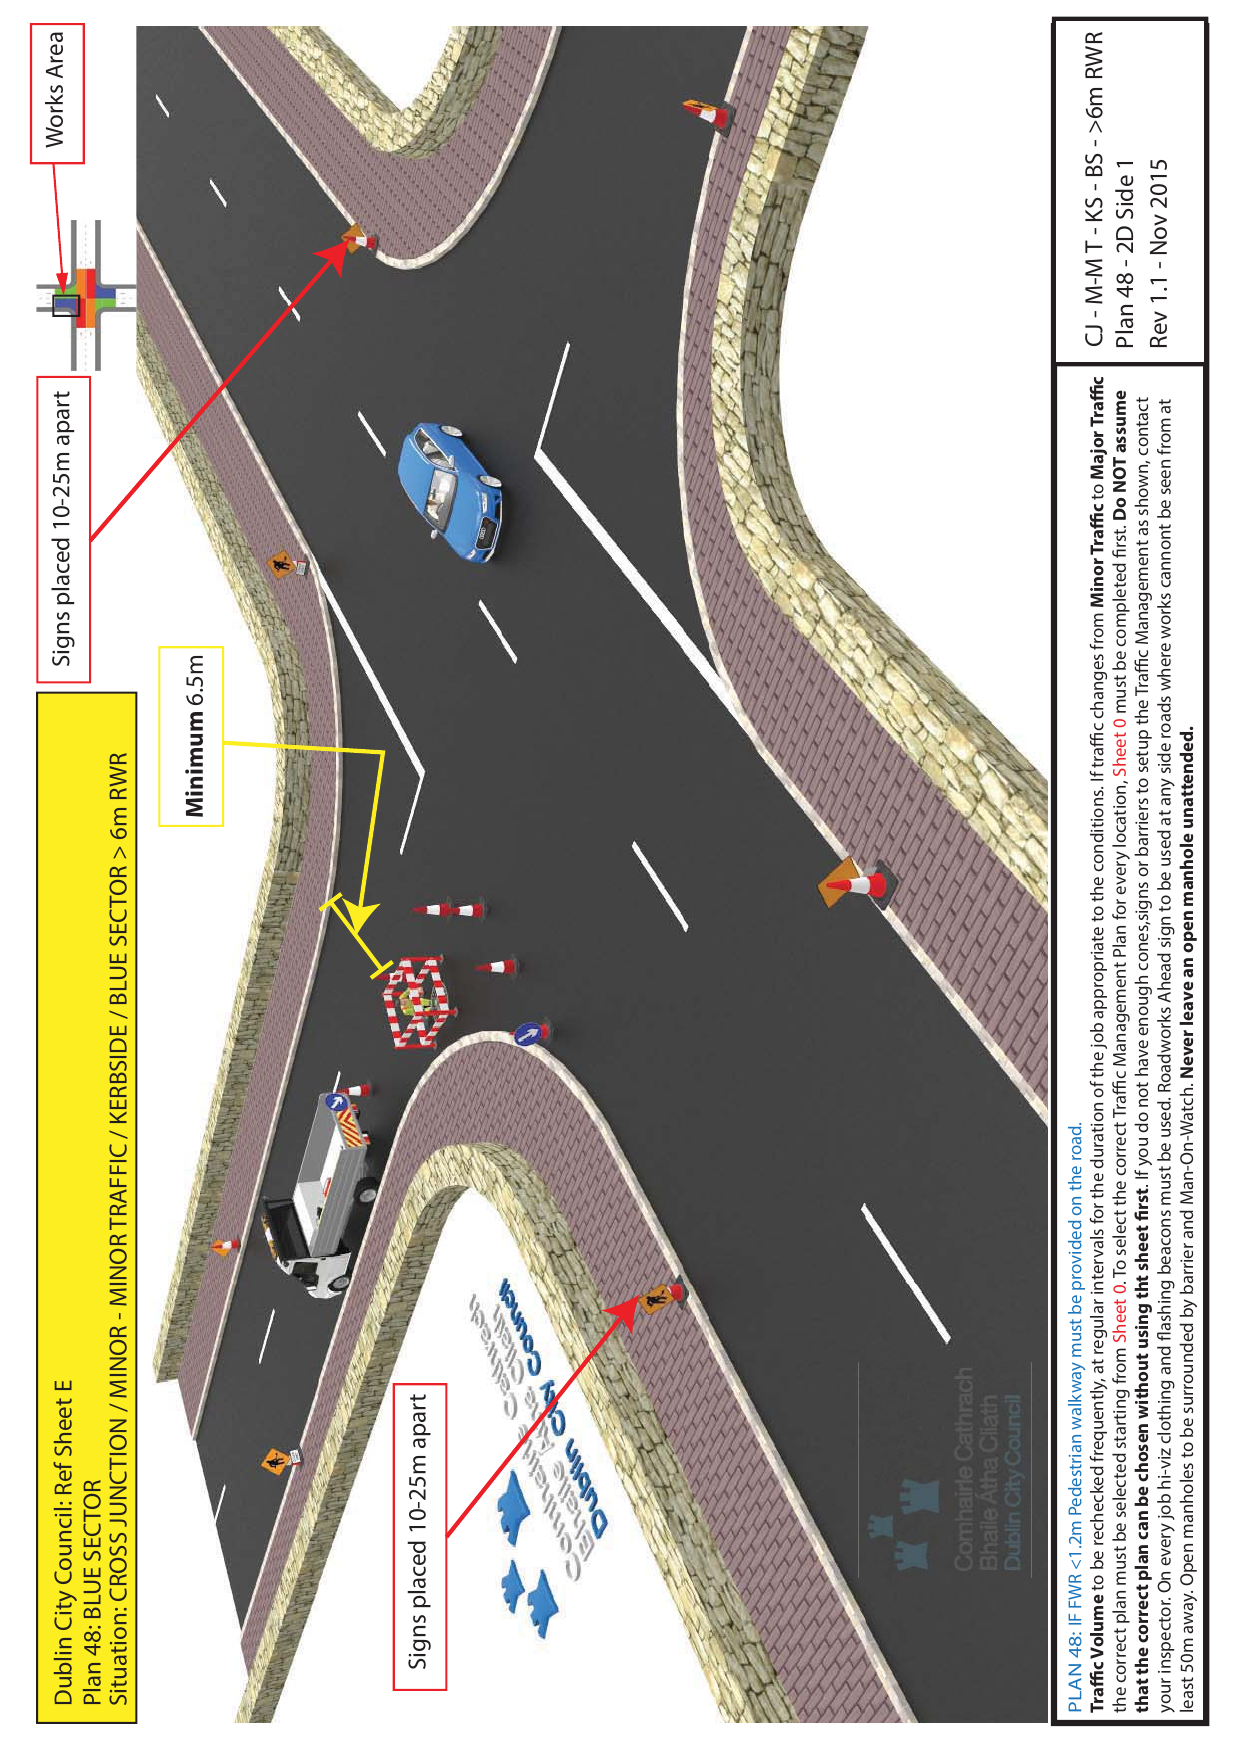 Dublin City Council: Ref Sheet E
Plan 48: BLUE SECTOR
Situation: CROSS JUNCTION / MINOR - MINOR TRAFFIC / KERBSIDE / BLUE SECTOR > 6m RWR
Signs placed 10-25m apart
Works Area
Minimum 6.5m
Signs placed 10-25m apart
Comhairle Cathrach
Bhaile Átha Cliath
Dublin City Council
Comhairle Cathrach
Bhaile Átha Cliath
Dublin City Council
PLAN 48: IF FWR <1.2m Pedestrian walkway must be provided on the road.
Traffic Volume to be rechecked frequently, at regular intervals for the duration of the job appropriate to the conditions. If traffic changes from Minor Traffic to Major Traffic
the correct plan must be selected starting from Sheet 0. To select the correct Traffic Management Plan for every location, Sheet 0 must be completed first. Do NOT assume
that the correct plan can be chosen without using tht sheet first. If you do not have enough cones,signs or barriers to setup the Traffic Management as shown, contact
your inspector. On every job hi-viz clothing and flashing beacons must be used. Roadworks Ahead sign to be used at any side roads where works cannont be seen from at
least 50m away. Open manholes to be surrounded by barrier and Man-On-Watch. Never leave an open manhole unattended.
CJ - M-M T - KS - BS - >6m RWR
Plan 48 - 2D Side 1
Rev 1.1 - Nov 2015